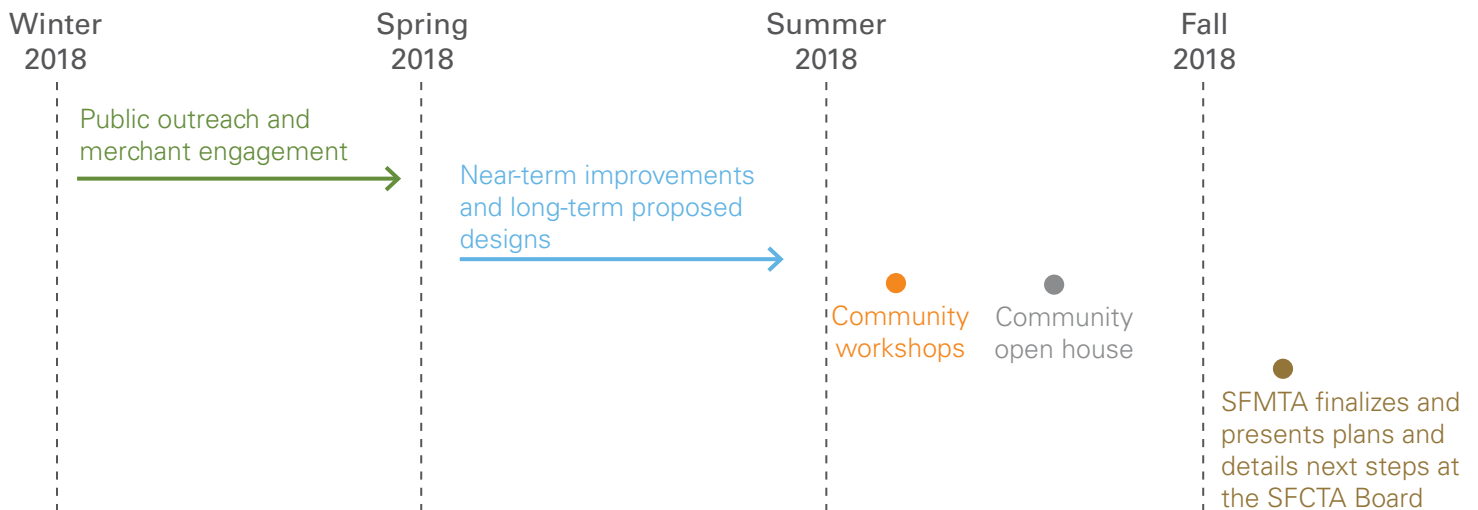 Winter
2018
Spring
2018
Summer
2018
Fall
2018
Public outreach and
merchant engagement
Near-term improvements
and long-term proposed
designs
Community
workshops
Community
open house
SFMTA finalizes and
presents plans and
details next steps at
the SFCTA Board